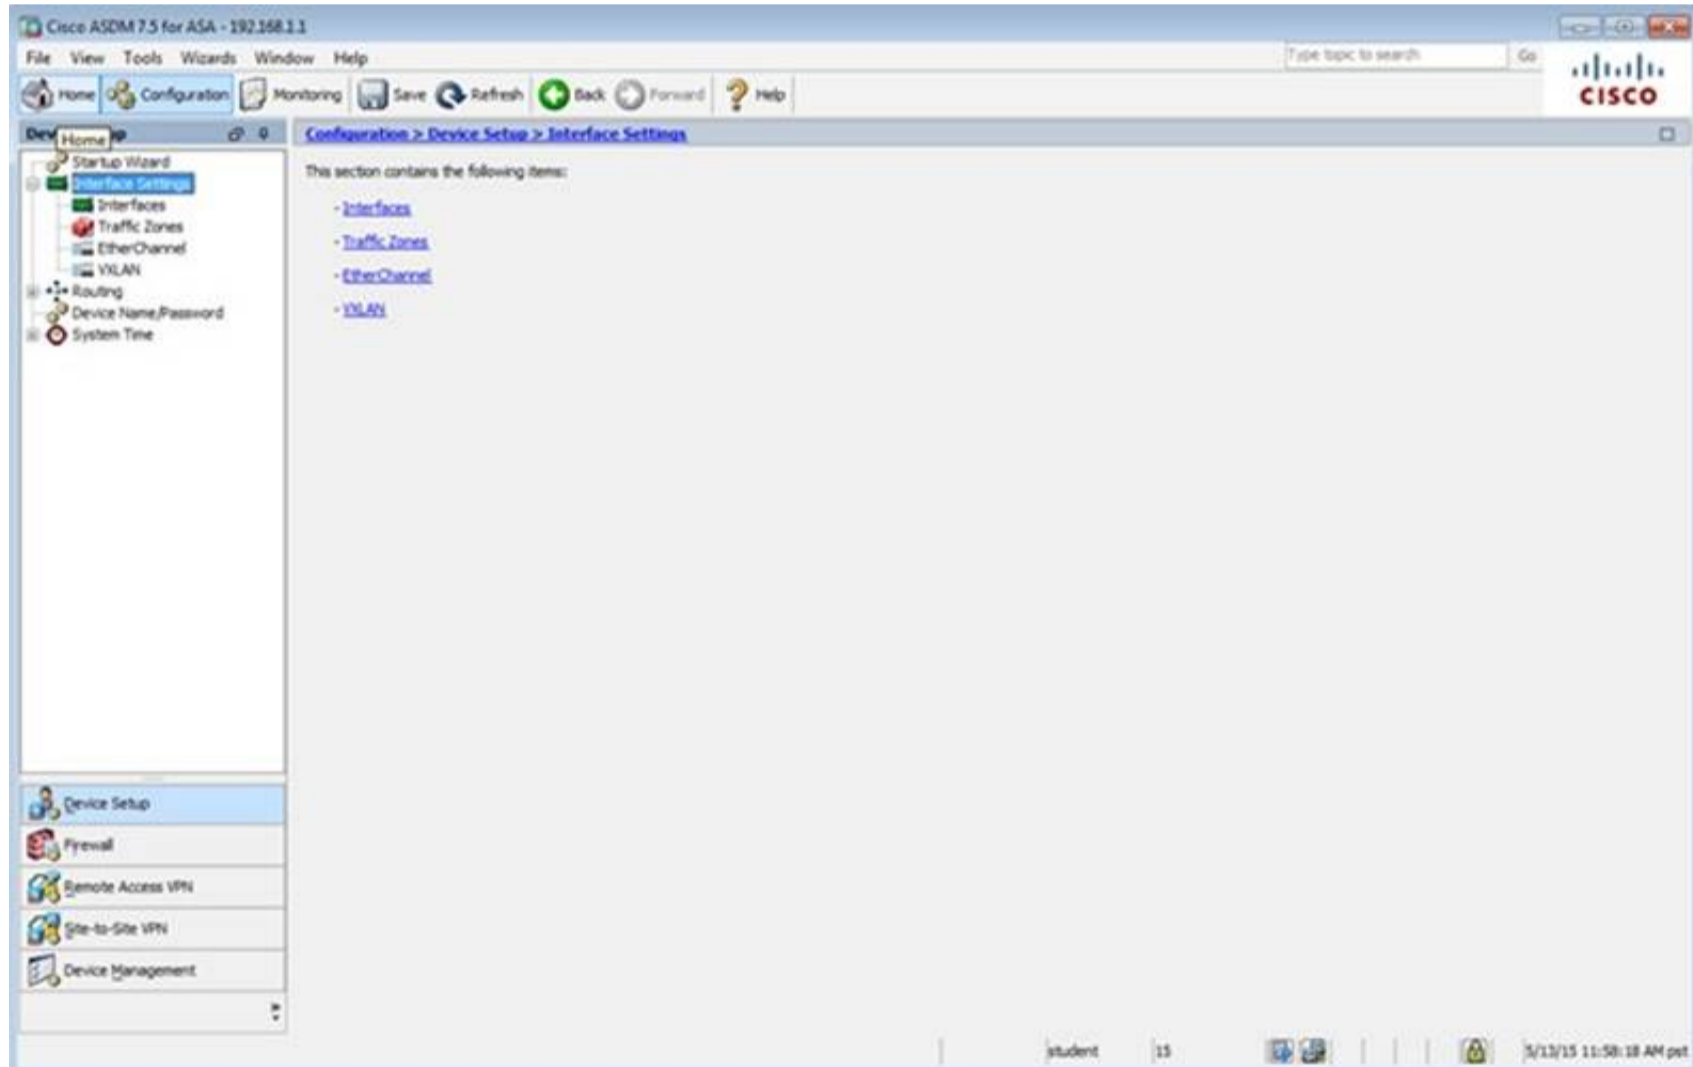 Cisco ASDM 7.5 for ASA - 192.168.1.1
File View Tools Wizards Window Help
Type topic to search Go
Home Configuration Monitoring Save Refresh Back Forward Help
CISCO
Home
Configuration > Device Setup > Interface Settings
Startup Wizard
Interface Settings
Interfaces
Traffic Zones
EtherChannel
VXLAN
Routing
Device Name/Password
System Time
This section contains the following items:
- Interfaces
- Traffic Zones
- EtherChannel
- VXLAN
Device Setup
Firewall
Remote Access VPN
Site-to-Site VPN
Device Management
student 15 5/13/15 11:58:18 AM pst